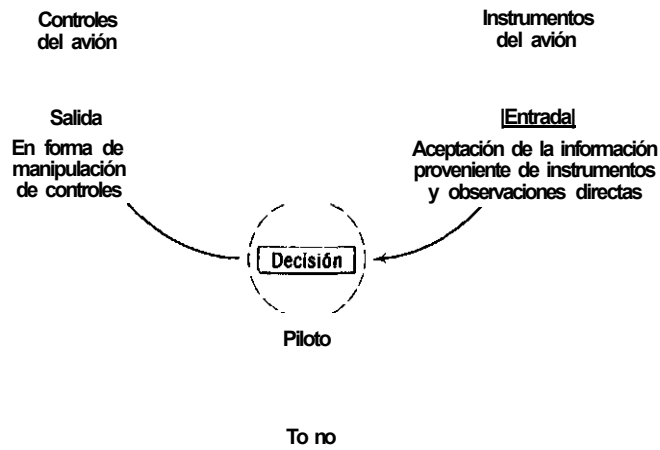 Controles
del avión
Instrumentos
del avión
Salida
En forma de
manipulación
de controles
|Entrada|
Aceptación de la información
proveniente de instrumentos
y observaciones directas
Decisión
Piloto
To no